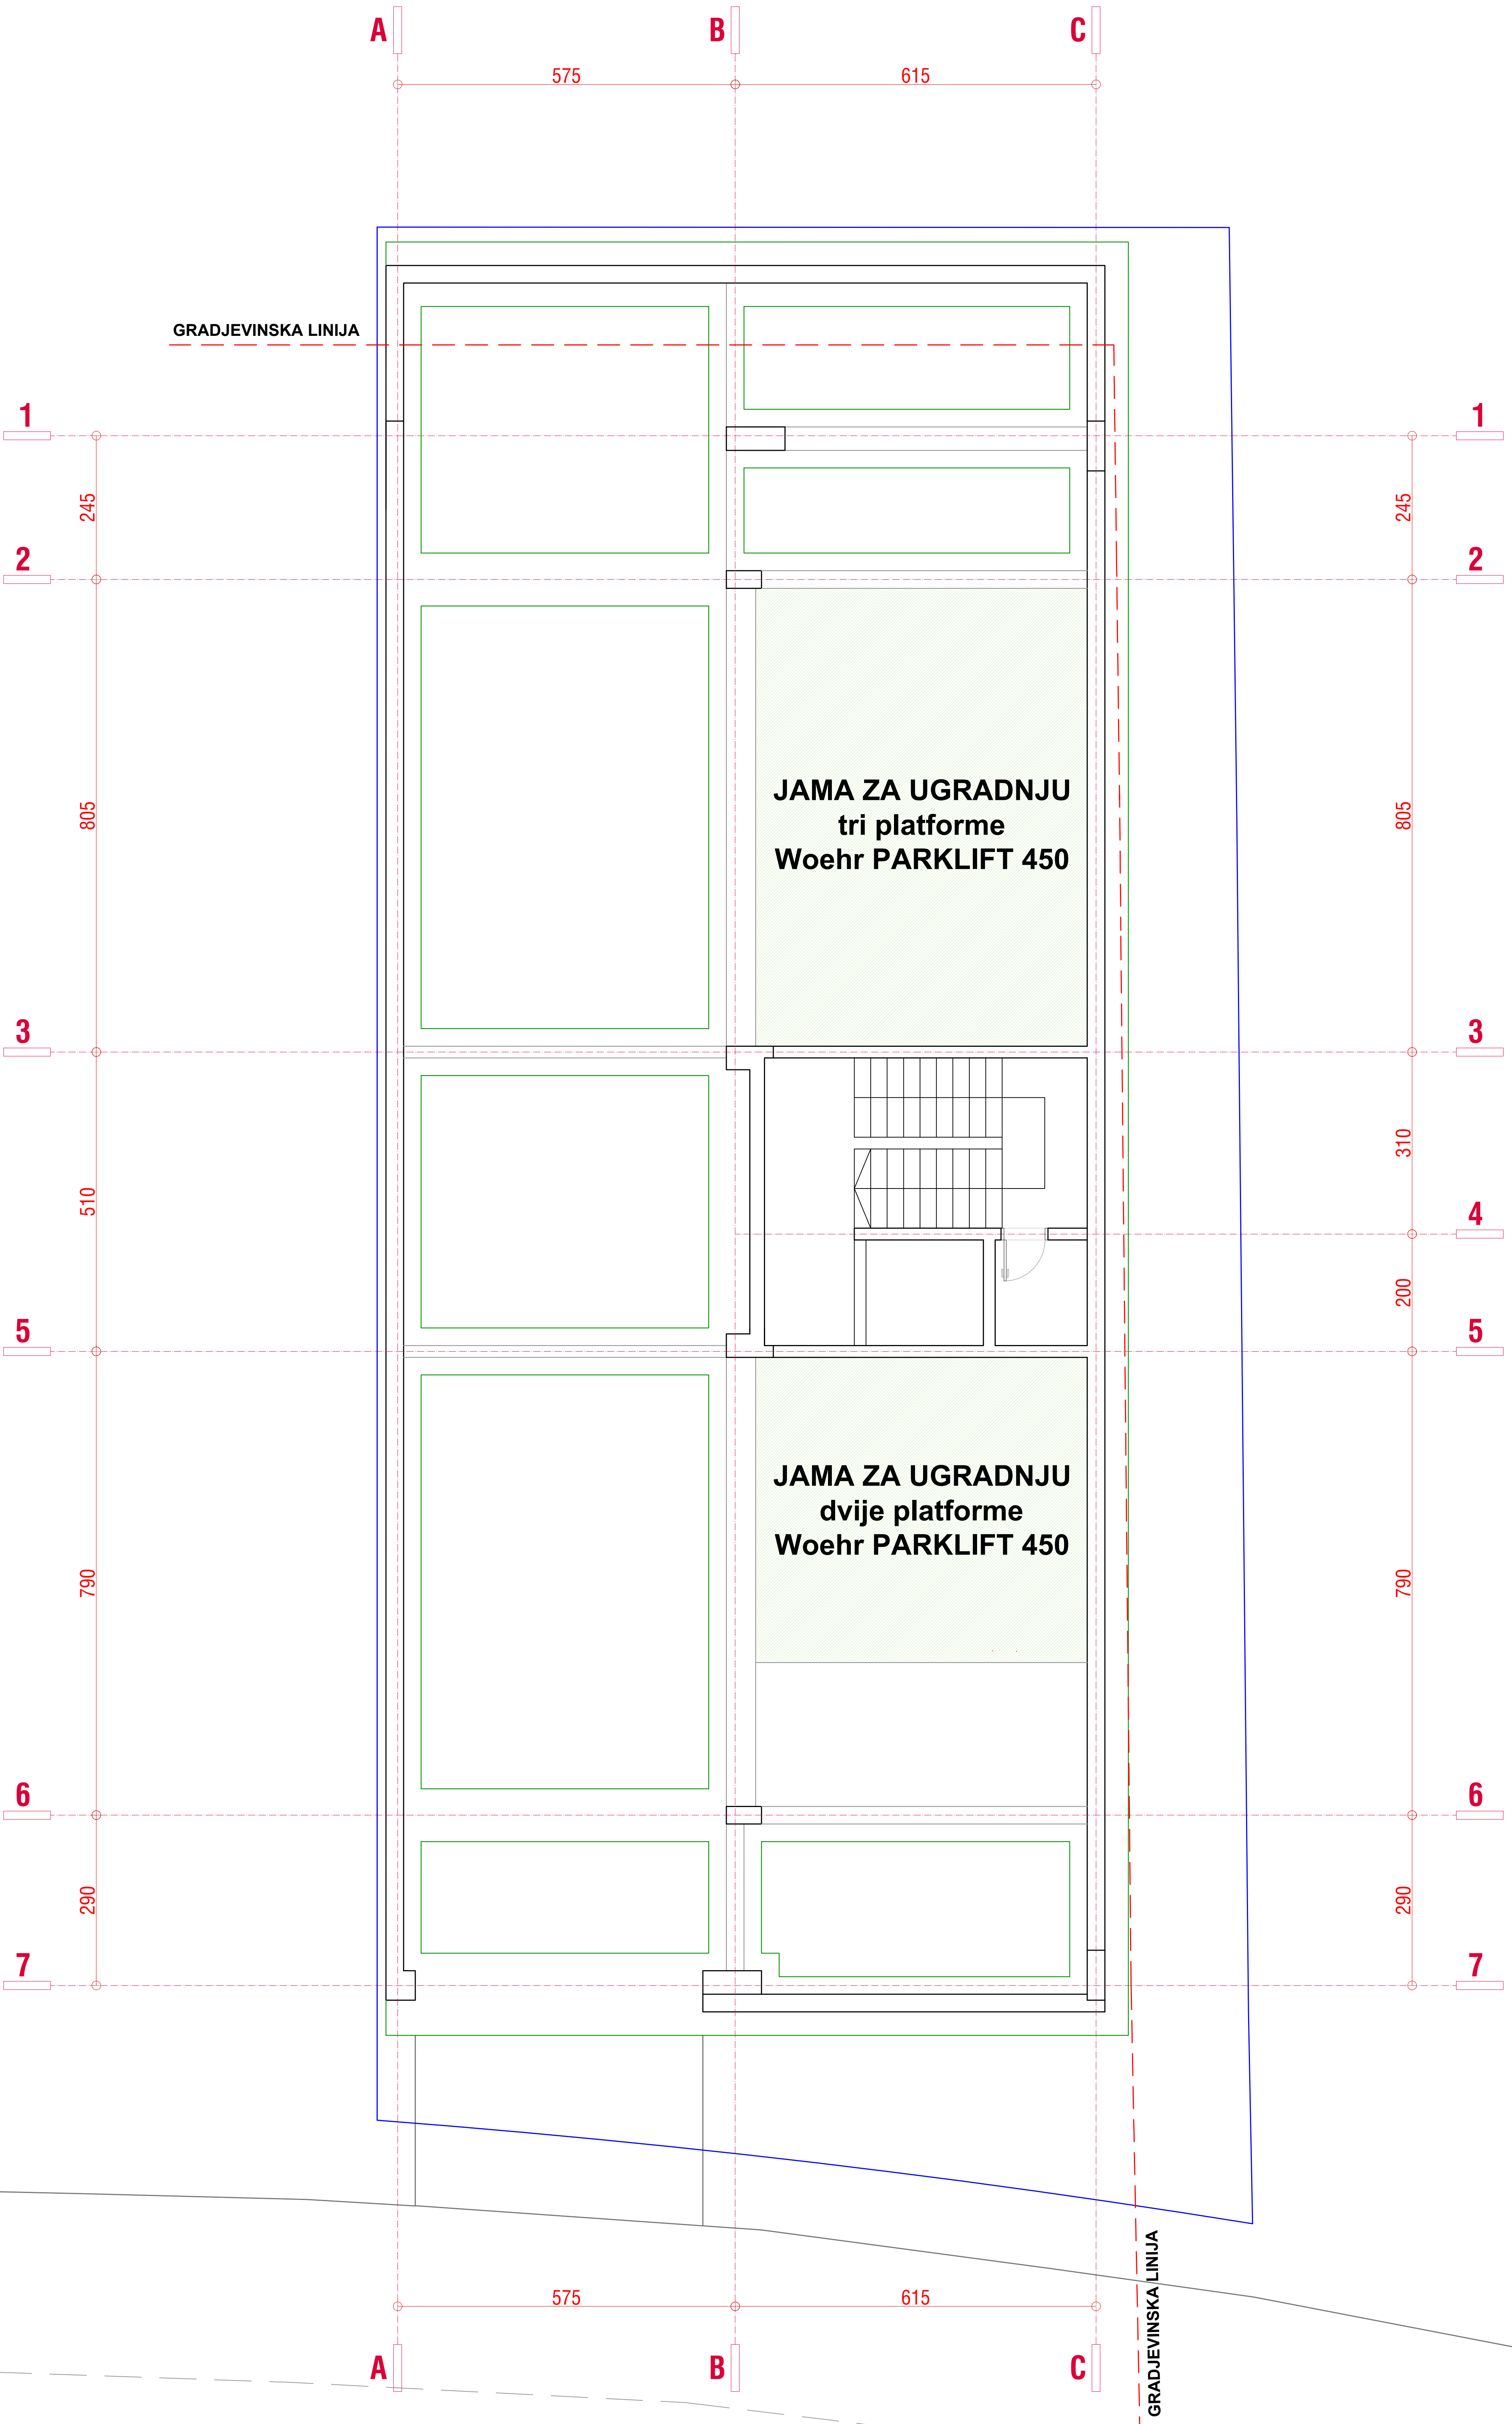 A B C
575 615
GRADJEVINSKA LINIJA
1 1
245 245
2 2
805 805
JAMA ZA UGRADNJU
tri platforme
Woehr PARKLIFT 450
3 3
510 310
4
200
5 5
JAMA ZA UGRADNJU
dvije platforme
Woehr PARKLIFT 450
790 790
6 6
290 290
7 7
GRADJEVINSKA LINIJA
575 615
A B C